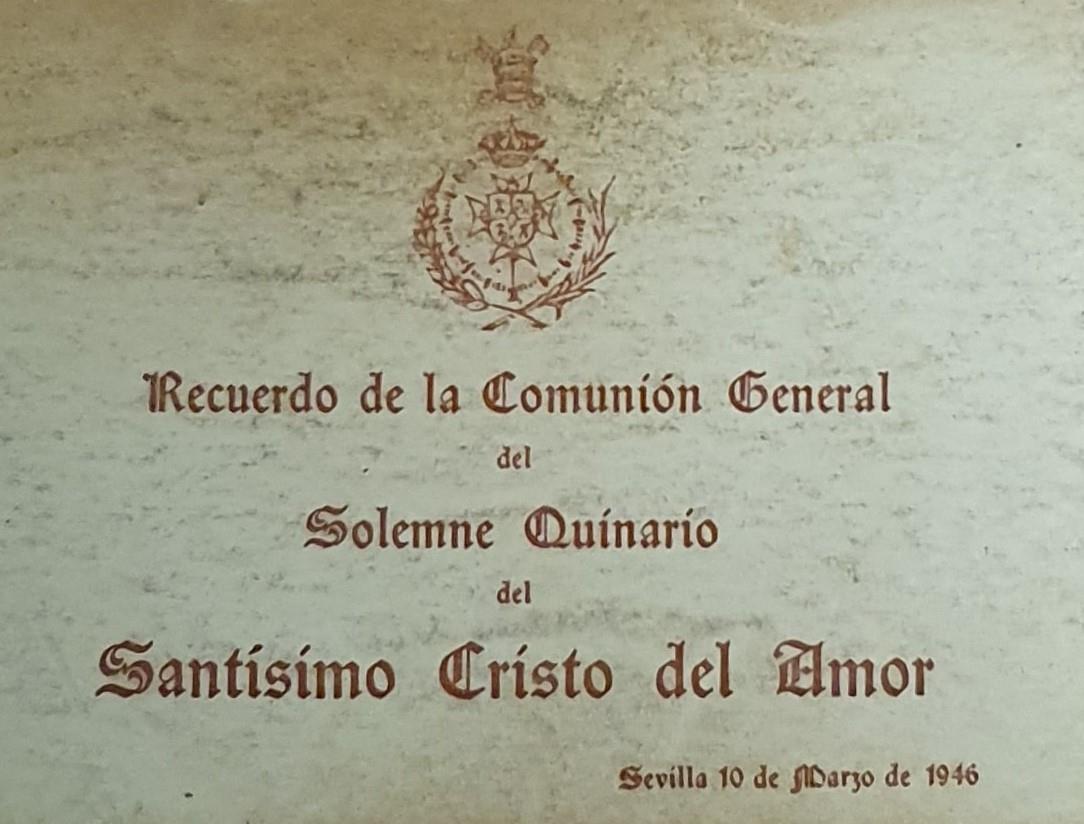 Recuerdo de la Comunión General
del
Solemne Quinario
del
Santísimo Cristo del Amor
Sevilla 10 de Marzo de 1946